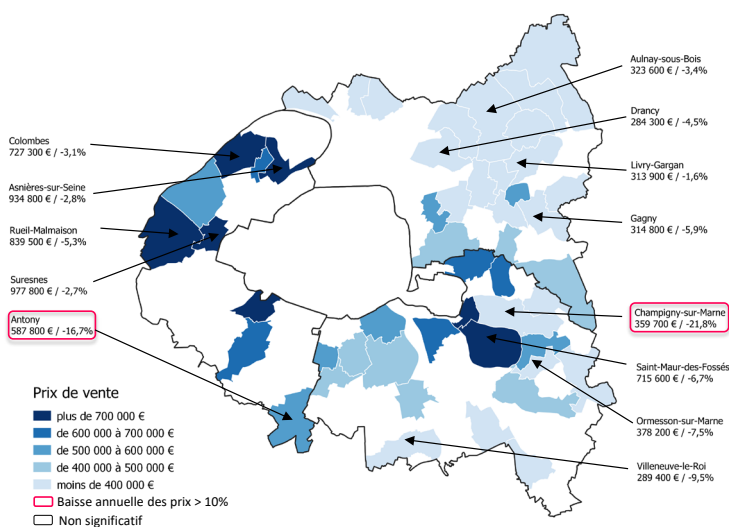 Aulnay-sous-Bois
323 600 € / -3,4%
Drancy
284 300 € / -4,5%
Livry-Gargan
313 900 € / -1,6%
Gagny
314 800 € / -5,9%
Champigny-sur-Marne
359 700 € / -21,8%
Saint-Maur-des-Fossés
715 600 € / -6,7%
Ormesson-sur-Marne
378 200 € / -7,5%
Villeneuve-le-Roi
289 400 € / -9,5%
Colombes
727 300 € / -3,1%
Asnières-sur-Seine
934 800 € / -2,8%
Rueil-Malmaison
839 500 € / -5,3%
Suresnes
977 800 € / -2,7%
Antony
587 800 € / -16,7%
Prix de vente
plus de 700 000 €
de 600 000 à 700 000 €
de 500 000 à 600 000 €
de 400 000 à 500 000 €
moins de 400 000 €
Baisse annuelle des prix > 10%
Non significatif